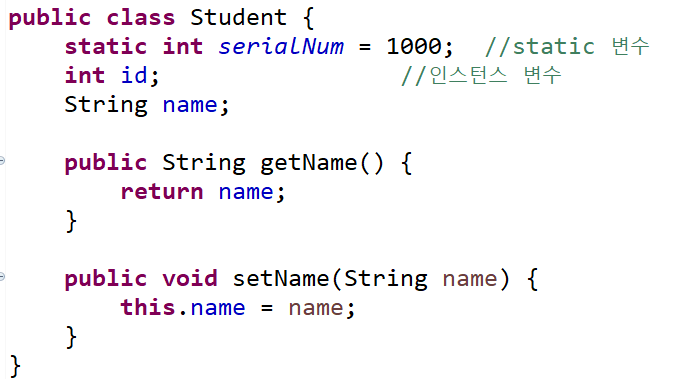 public class Student {
    static int serialNum = 1000;  //static 변수
    int id;                 //인스턴스 변수
    String name;
    public String getName() {
        return name;
    }
    public void setName(String name) {
        this.name = name;
    }
}